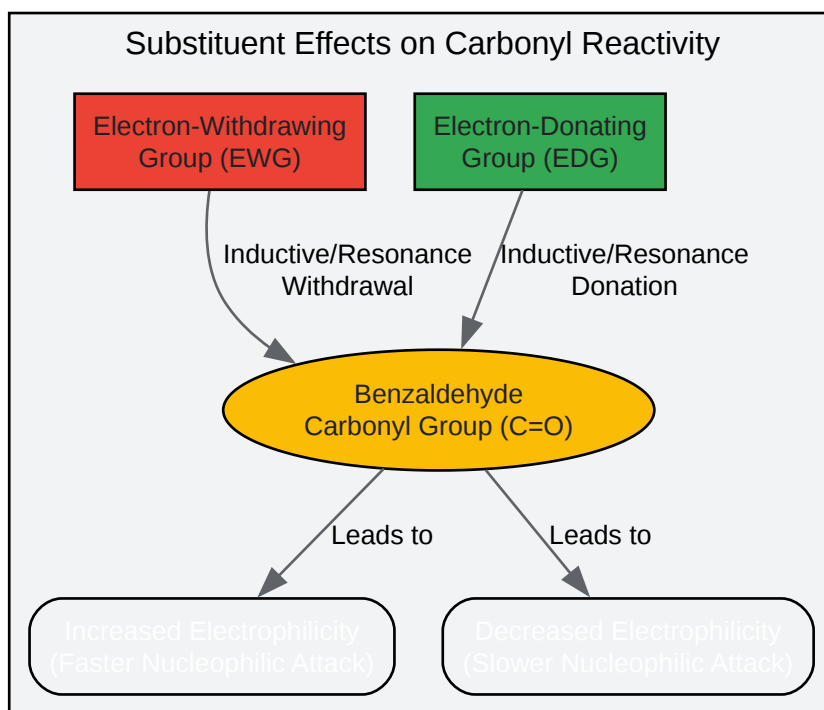 Substituent Effects on Carbonyl Reactivity
Electron-Withdrawing
Group (EWG)
Electron-Donating
Group (EDG)
Inductive/Resonance
Withdrawal
Inductive/Resonance
Donation
Benzaldehyde
Carbonyl Group (C=O)
Leads to
Leads to
Increased Electrophilicity
(Faster Nucleophilic Attack)
Decreased Electrophilicity
(Slower Nucleophilic Attack)